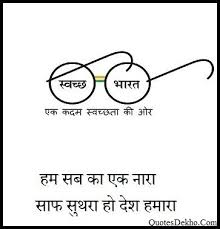 स्वच्छ भारत
एक कदम स्वच्छता की ओर
हम सब का एक नारा
साफ सुथरा हो देश हमारा
QuotesDekho.Com